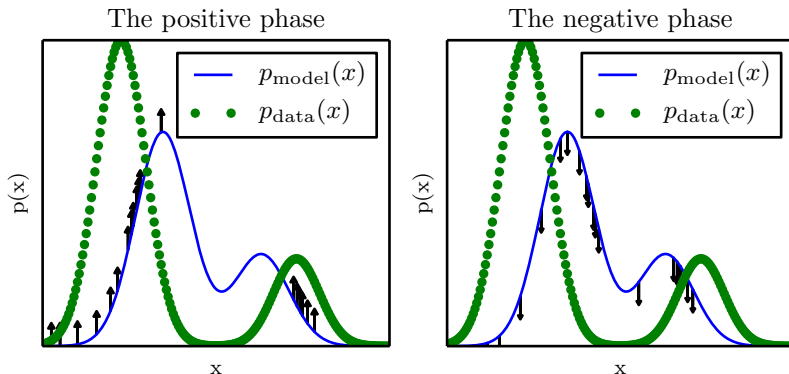 The positive phase
p_model(x)
p_data(x)
p(x)
x
The negative phase
p_model(x)
p_data(x)
p(x)
x